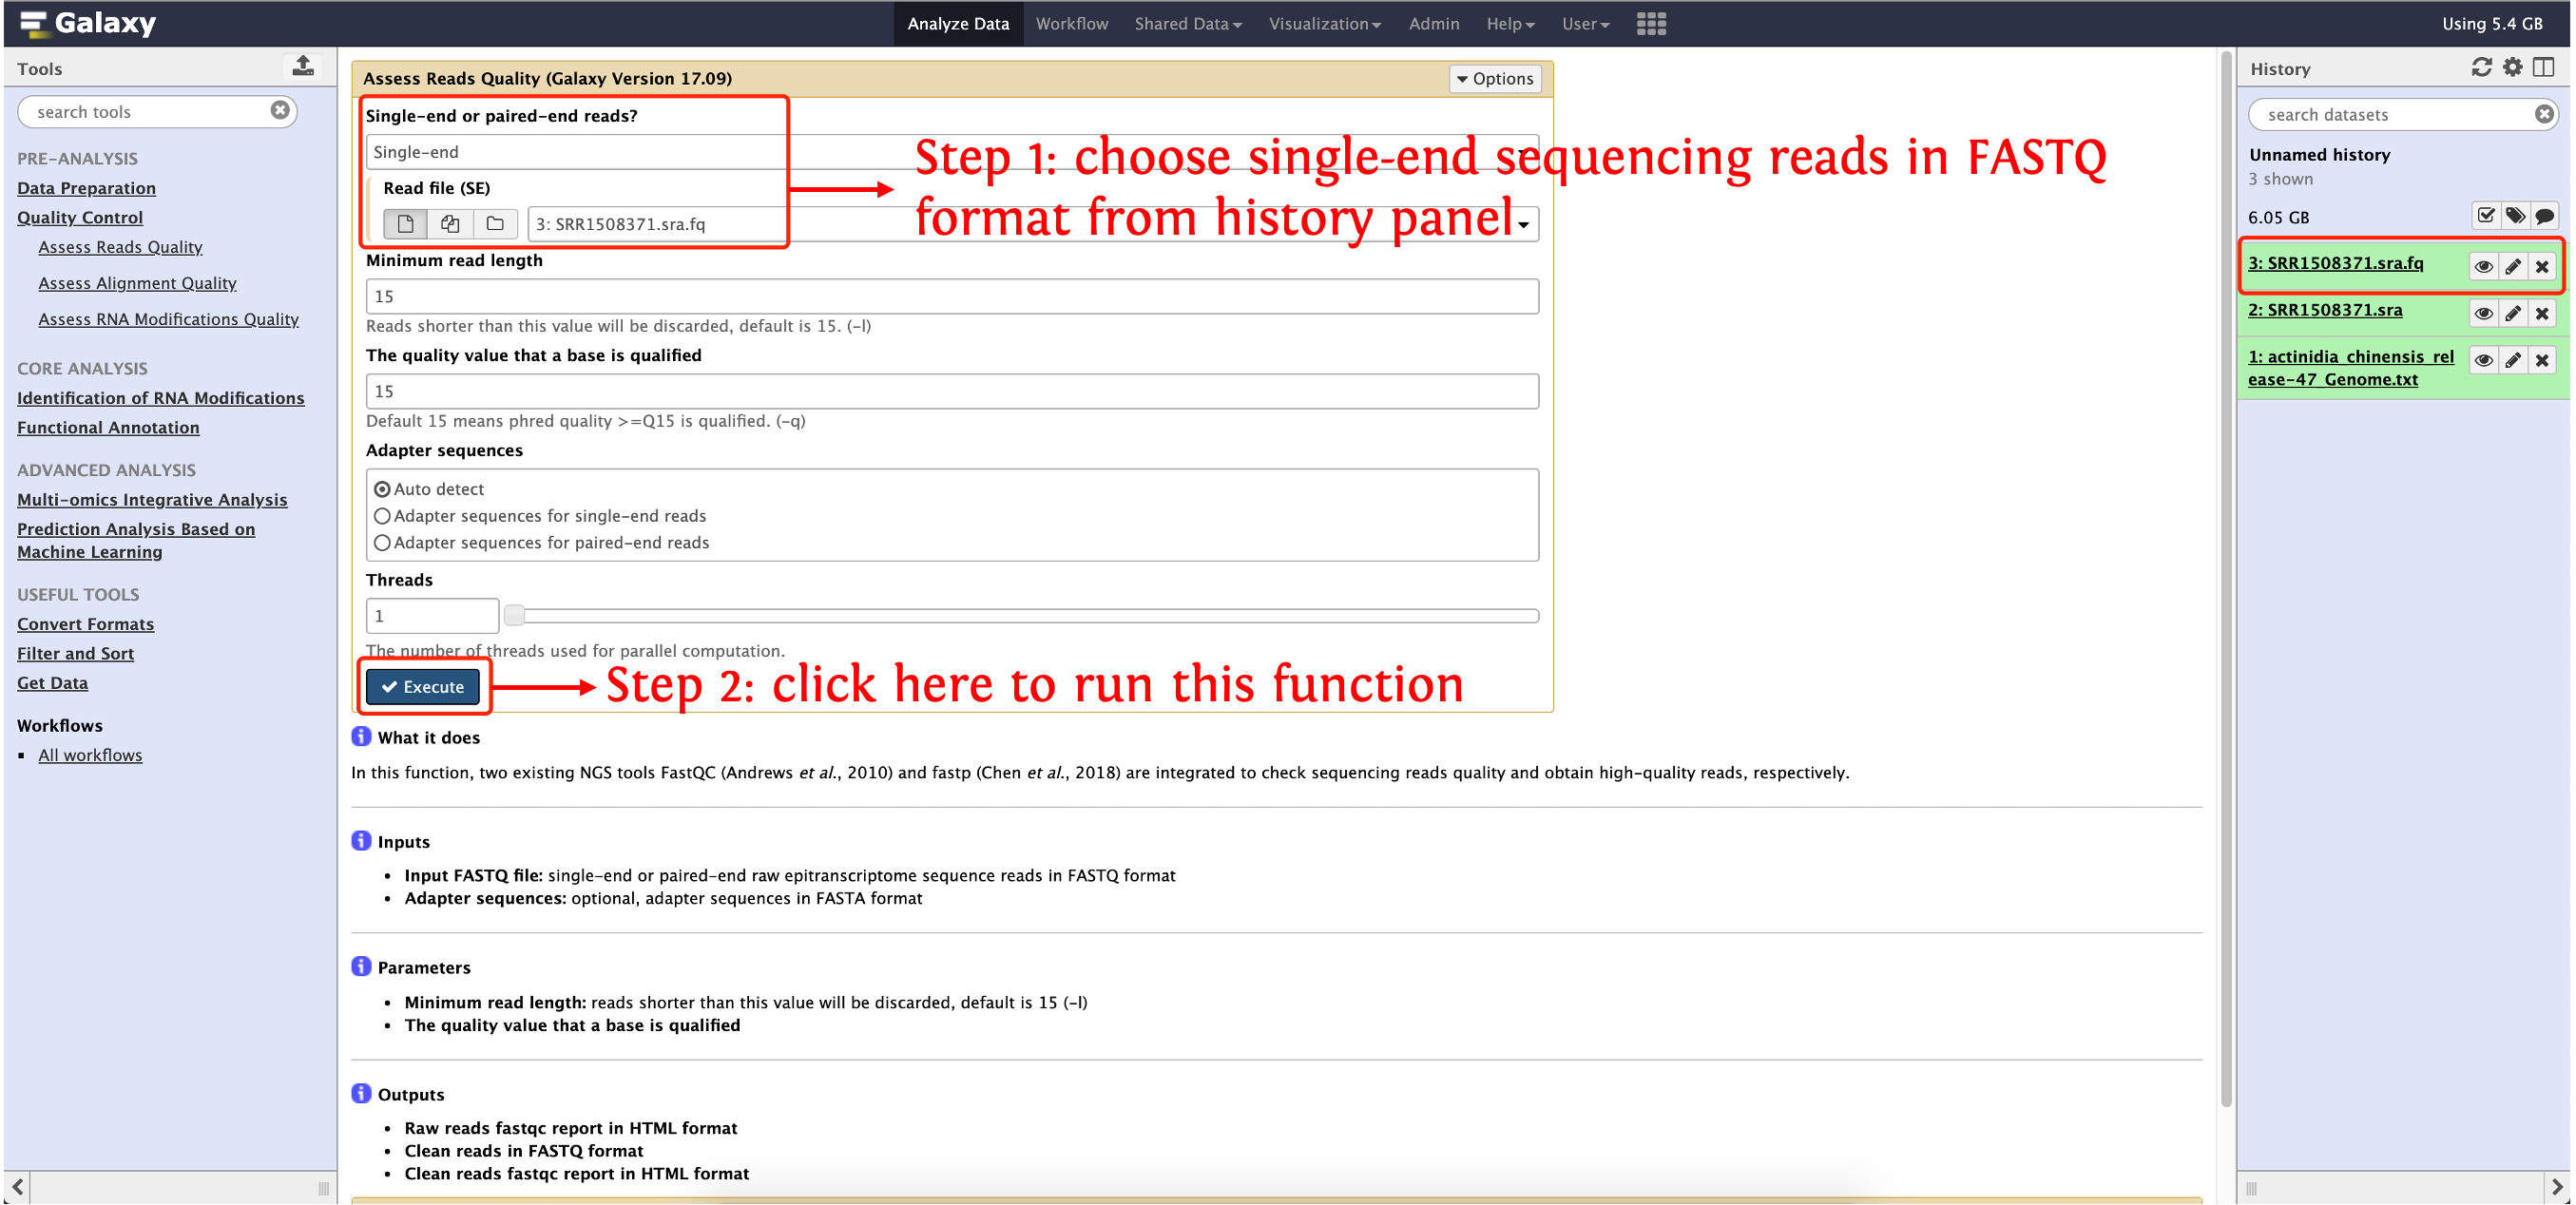 Galaxy
Analyze Data Workflow Shared Data Visualization Admin Help User
Using 5.4 GB
Tools
search tools
PRE-ANALYSIS
Data Preparation
Quality Control
Assess Reads Quality
Assess Alignment Quality
Assess RNA Modifications Quality
CORE ANALYSIS
Identification of RNA Modifications
Functional Annotation
ADVANCED ANALYSIS
Multi-omics Integrative Analysis
Prediction Analysis Based on
Machine Learning
USEFUL TOOLS
Convert Formats
Filter and Sort
Get Data
Workflows
All workflows
Assess Reads Quality (Galaxy Version 17.09)
Options
Single-end or paired-end reads?
Single-end
Read file (SE)
3: SRR1508371.sra.fq
Step 1: choose single-end sequencing reads in FASTQ
format from history panel
Minimum read length
15
Reads shorter than this value will be discarded, default is 15. (-l)
The quality value that a base is qualified
15
Default 15 means phred quality >=Q15 is qualified. (-q)
Adapter sequences
Auto detect
Adapter sequences for single-end reads
Adapter sequences for paired-end reads
Threads
1
The number of threads used for parallel computation.
Execute
Step 2: click here to run this function
What it does
In this function, two existing NGS tools FastQC (Andrews et al., 2010) and fastp (Chen et al., 2018) are integrated to check sequencing reads quality and obtain high-quality reads, respectively.
Inputs
• Input FASTQ file: single-end or paired-end raw epitranscriptome sequence reads in FASTQ format
• Adapter sequences: optional, adapter sequences in FASTA format
Parameters
• Minimum read length: reads shorter than this value will be discarded, default is 15 (-l)
• The quality value that a base is qualified
Outputs
• Raw reads fastqc report in HTML format
• Clean reads in FASTQ format
• Clean reads fastqc report in HTML format
History
search datasets
Unnamed history
3 shown
6.05 GB
3: SRR1508371.sra.fq
2: SRR1508371.sra
1: actinidia_chinensis_rel
ease-47_Genome.txt